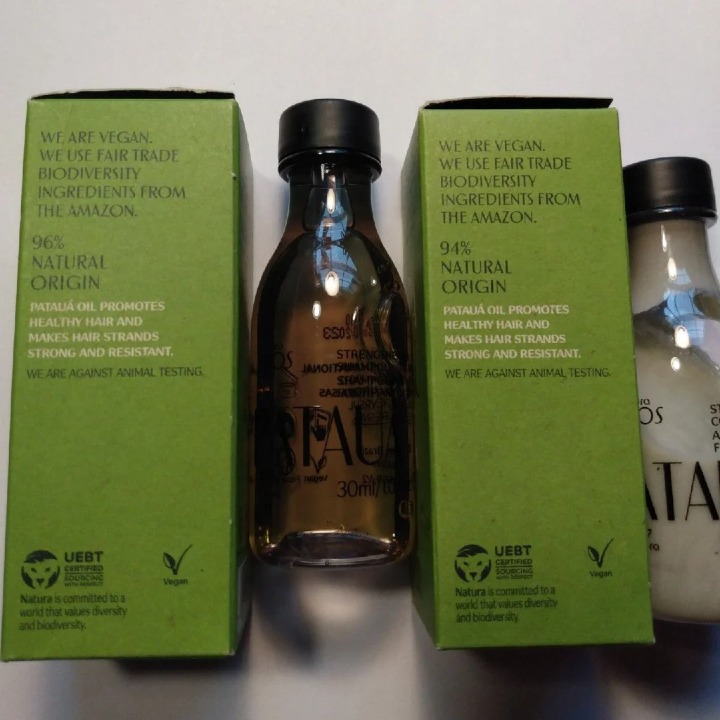 WE ARE VEGAN.
WE USE FAIR TRADE
BIODIVERSITY
INGREDIENTS FROM
THE AMAZON.
96%
NATURAL
ORIGIN
PATAUÁ OIL PROMOTES
HEALTHY HAIR AND
MAKES HAIR STRANDS
STRONG AND RESISTANT.
WE ARE AGAINST ANIMAL TESTING.
UEBT
CERTIFIED
SOURCING
WITH RESPECT
Vegan
Natura is committed to a
world that values diversity
and biodiversity.
2023
30ml
WE ARE VEGAN.
WE USE FAIR TRADE
BIODIVERSITY
INGREDIENTS FROM
THE AMAZON.
94%
NATURAL
ORIGIN
PATAUÁ OIL PROMOTES
HEALTHY HAIR AND
MAKES HAIR STRANDS
STRONG AND RESISTANT.
WE ARE AGAINST ANIMAL TESTING.
UEBT
CERTIFIED
SOURCING
WITH RESPECT
Vegan
Natura is committed to a
world that values diversity
and biodiversity.
ATA